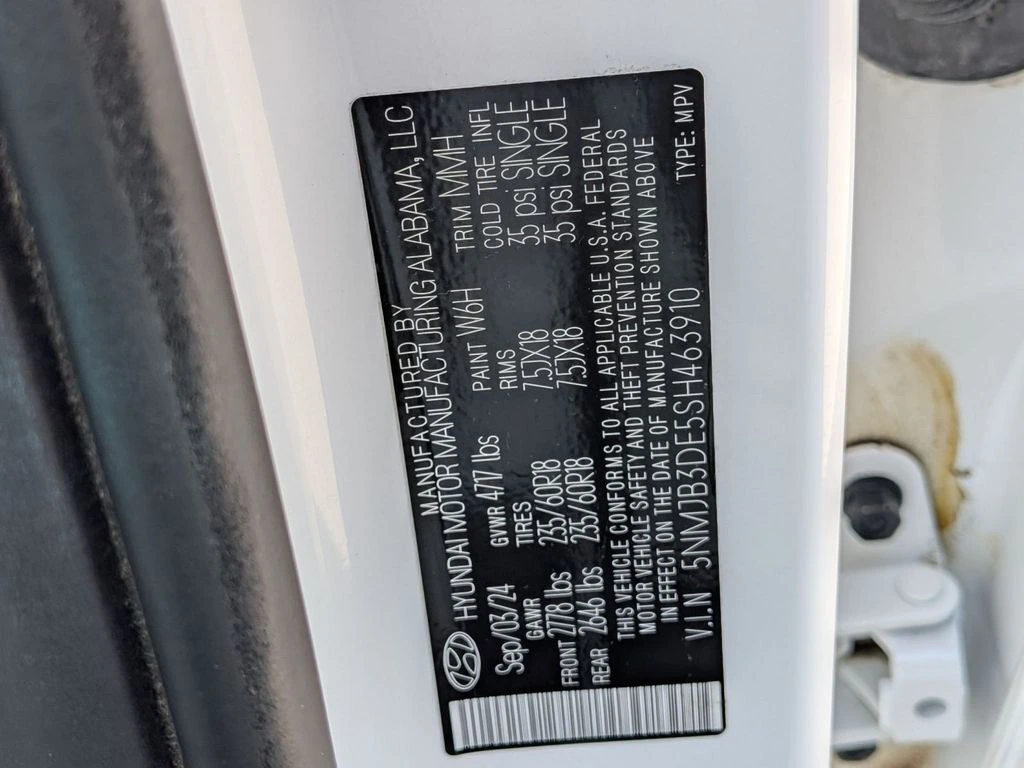 MANUFACTURED BY
HYUNDAI MOTOR MANUFACTURING ALABAMA, LLC
Sep/03/24 GWR 4717 lbs PAINT W6H TRIM MMH
GAWR TIRES RIMS COLD TIRE INFL
FRONT 2778 lbs 235/60R18 7.5JX18 35 psi SINGLE
REAR 2646 lbs 235/60R18 7.5JX18 35 psi SINGLE
THIS VEHICLE CONFORMS TO ALL APPLICABLE U.S.A. FEDERAL
MOTOR VEHICLE SAFETY AND THEFT PREVENTION STANDARDS
IN EFFECT ON THE DATE OF MANUFACTURE SHOWN ABOVE
V.I.N 5NMJB3DE5SH463910 TYPE: MPV